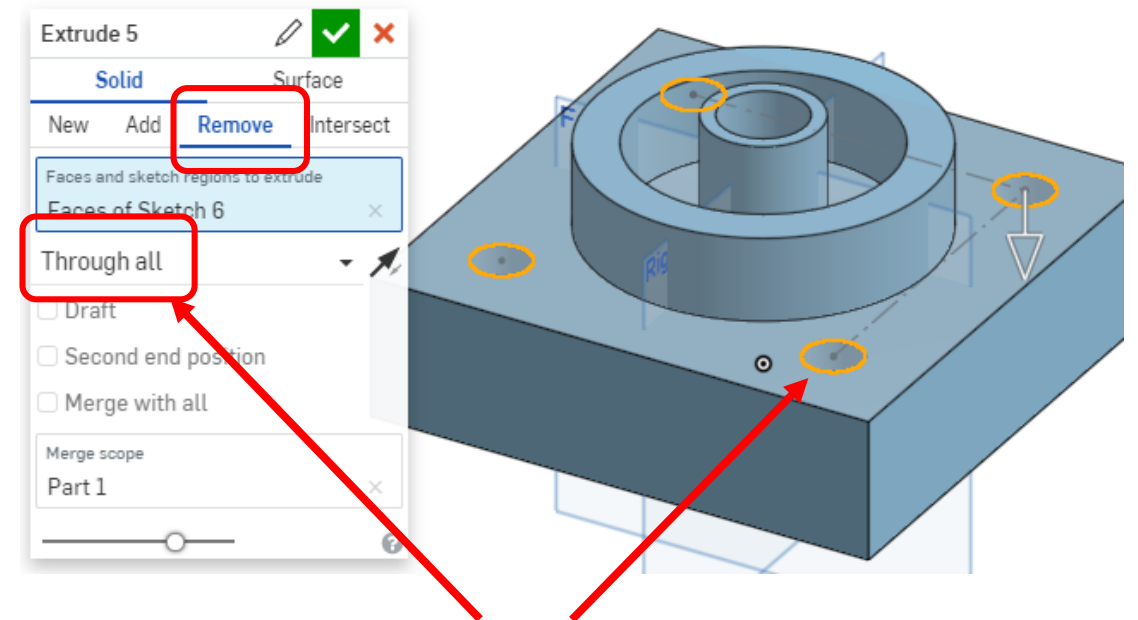 Extrude 5
Solid Surface
New Add Remove Intersect
Faces and sketch regions to extrude
Faces of Sketch 6
Through all
Draft
Second end position
Merge with all
Merge scope
Part 1
?
F
Rig